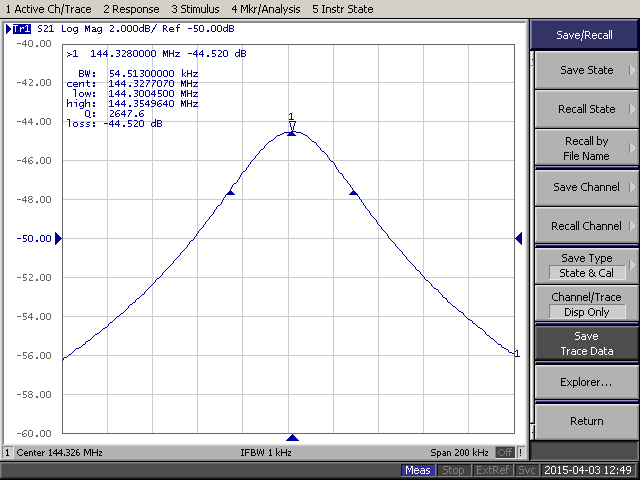 1 Active Ch/Trace 2 Response 3 Stimulus 4 Mkr/Analysis 5 Instr State
Tr1 S21 Log Mag 2.000dB/ Ref -50.00dB
-40.00
>1 144.3280000 MHz -44.520 dB
BW: 54.51300000 kHz
cent: 144.3277070 MHz
low: 144.3004500 MHz
high: 144.3549640 MHz
Q: 2647.6
loss: -44.520 dB
-42.00
-44.00
-46.00
-48.00
-50.00
-52.00
-54.00
-56.00
-58.00
-60.00
1
1
1 Center 144.326 MHz IFBW 1 kHz Span 200 kHz Off !
Save/Recall
Save State
Recall State
Recall by
File Name
Save Channel
Recall Channel
Save Type
State & Cal
Channel/Trace
Disp Only
Save
Trace Data
Explorer...
Return
Meas Stop ExtRef Svc 2015-04-03 12:49